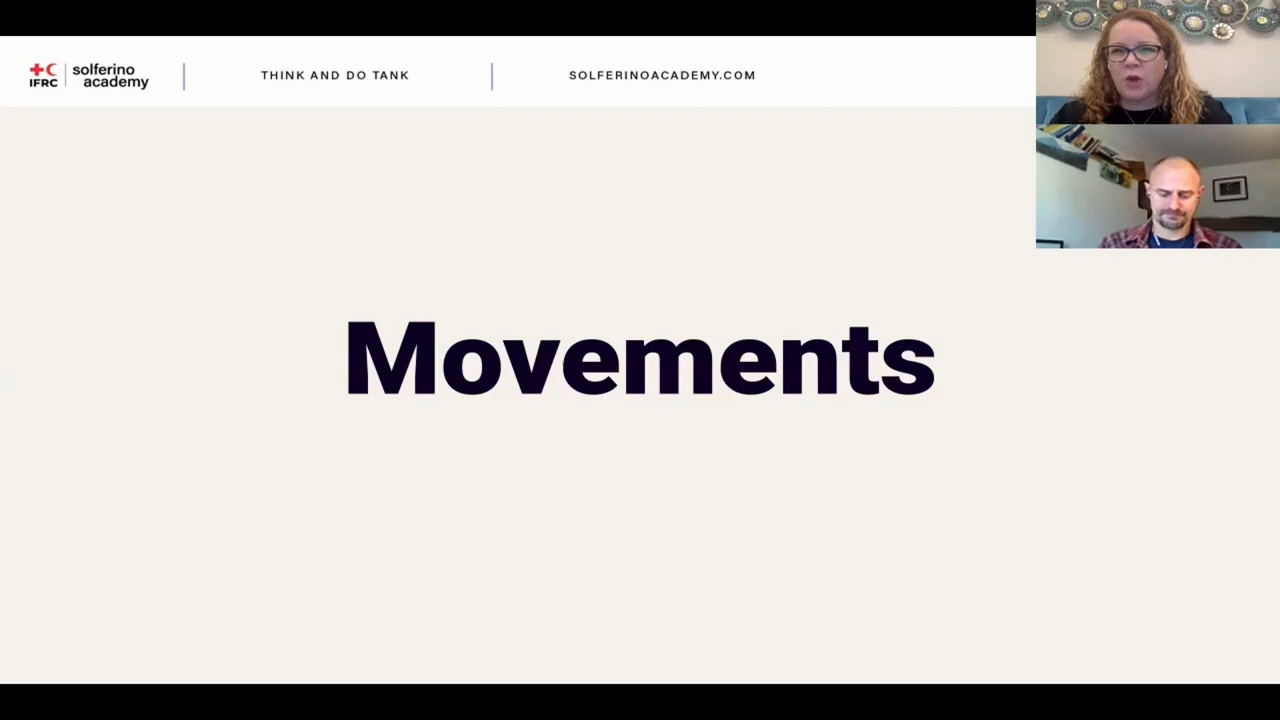 IFRC
solferino
academy
THINK AND DO TANK
SOLFERINOACADEMY.COM
Movements